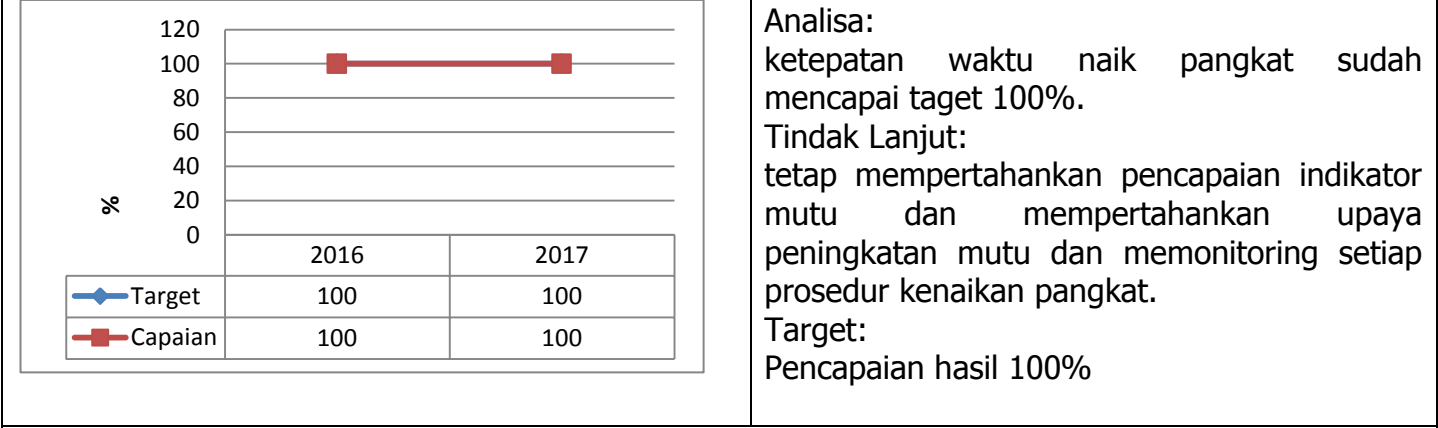 120
100
80
60
40
20
0
%
2016 2017
Target 100 100
Capaian 100 100
Analisa:
ketepatan waktu naik pangkat sudah
mencapai taget 100%.
Tindak Lanjut:
tetap mempertahankan pencapaian indikator
mutu dan mempertahankan upaya
peningkatan mutu dan memonitoring setiap
prosedur kenaikan pangkat.
Target:
Pencapaian hasil 100%